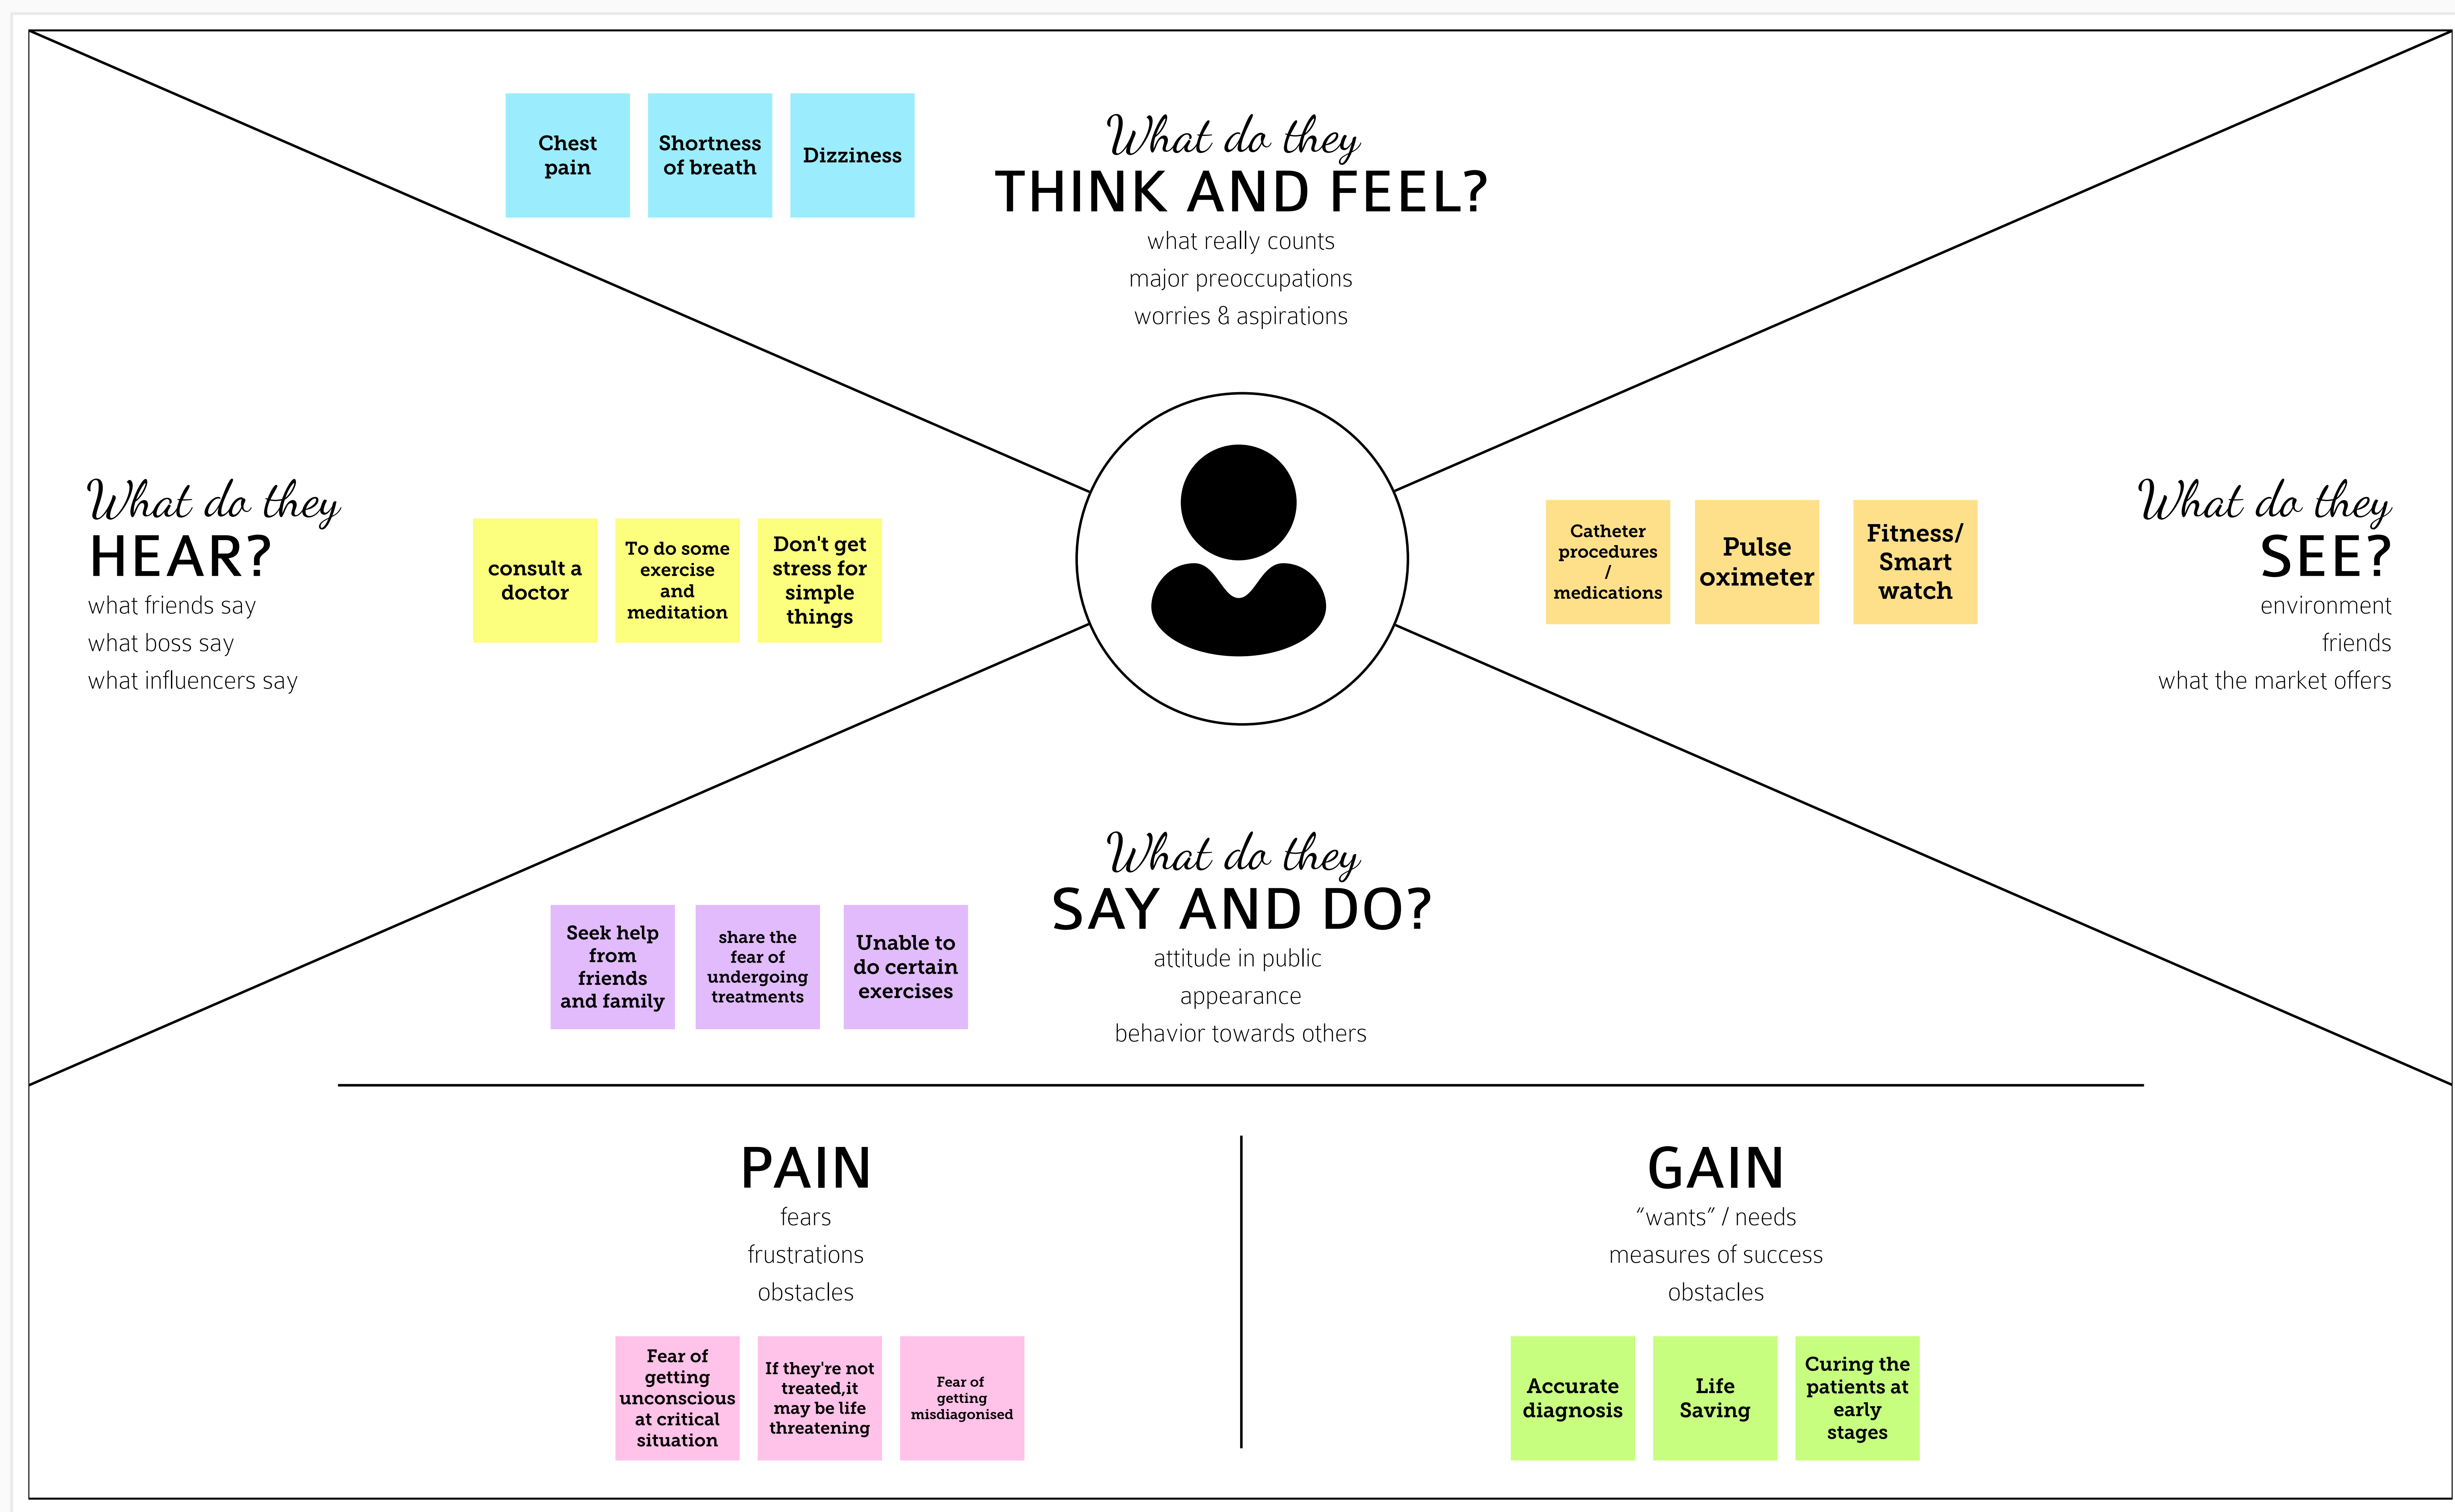 Chest
pain
Shortness
of breath
Dizziness
What do they
THINK AND FEEL?
what really counts
major preoccupations
worries & aspirations
What do they
HEAR?
what friends say
what boss say
what influencers say
consult a
doctor
To do some
exercise
and
meditation
Don't get
stress for
simple
things
Catheter
procedures
/
medications
Pulse
oximeter
Fitness/
Smart
watch
What do they
SEE?
environment
friends
what the market offers
What do they
SAY AND DO?
attitude in public
appearance
behavior towards others
Seek help
from
friends
and family
share the
fear of
undergoing
treatments
Unable to
do certain
exercises
PAIN
fears
frustrations
obstacles
Fear of
getting
unconscious
at critical
situation
If they're not
treated,it
may be life
threatening
Fear of
getting
misdiagonised
GAIN
“wants” / needs
measures of success
obstacles
Accurate
diagnosis
Life
Saving
Curing the
patients at
early
stages